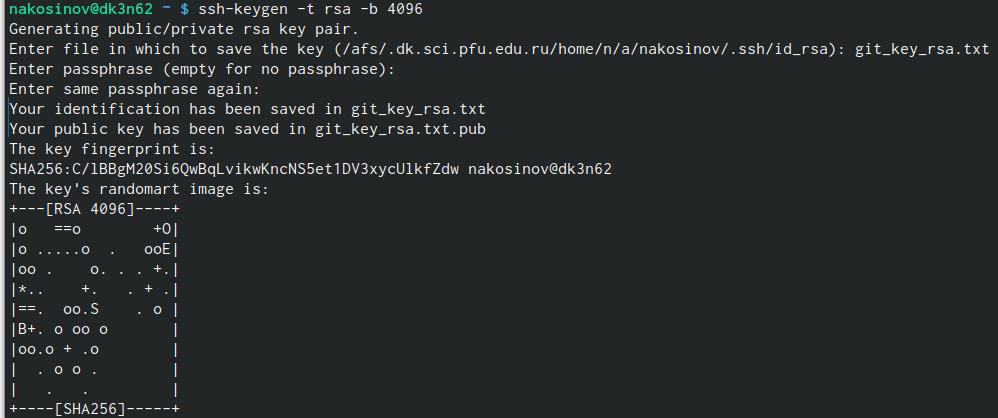 nakosinov@dk3n62 ~ $ ssh-keygen -t rsa -b 4096
Generating public/private rsa key pair.
Enter file in which to save the key (/afs/.dk.sci.pfu.edu.ru/home/n/a/nakosinov/.ssh/id_rsa): git_key_rsa.txt
Enter passphrase (empty for no passphrase):
Enter same passphrase again:
Your identification has been saved in git_key_rsa.txt
Your public key has been saved in git_key_rsa.txt.pub
The key fingerprint is:
SHA256:C/lBBgM20Si6QwBqLvikwKncNS5et1DV3xycUlkfZdw nakosinov@dk3n62
The key's randomart image is:
+---[RSA 4096]----+
|o   ==o        +O|
|o .....o  .   ooE|
|oo .    o. . . +.|
|*..    +.   . + .|
|==.  oo.S    . o |
|B+. o oo o       |
|oo.o + .o        |
|  . o o .        |
|   .   .         |
+----[SHA256]-----+